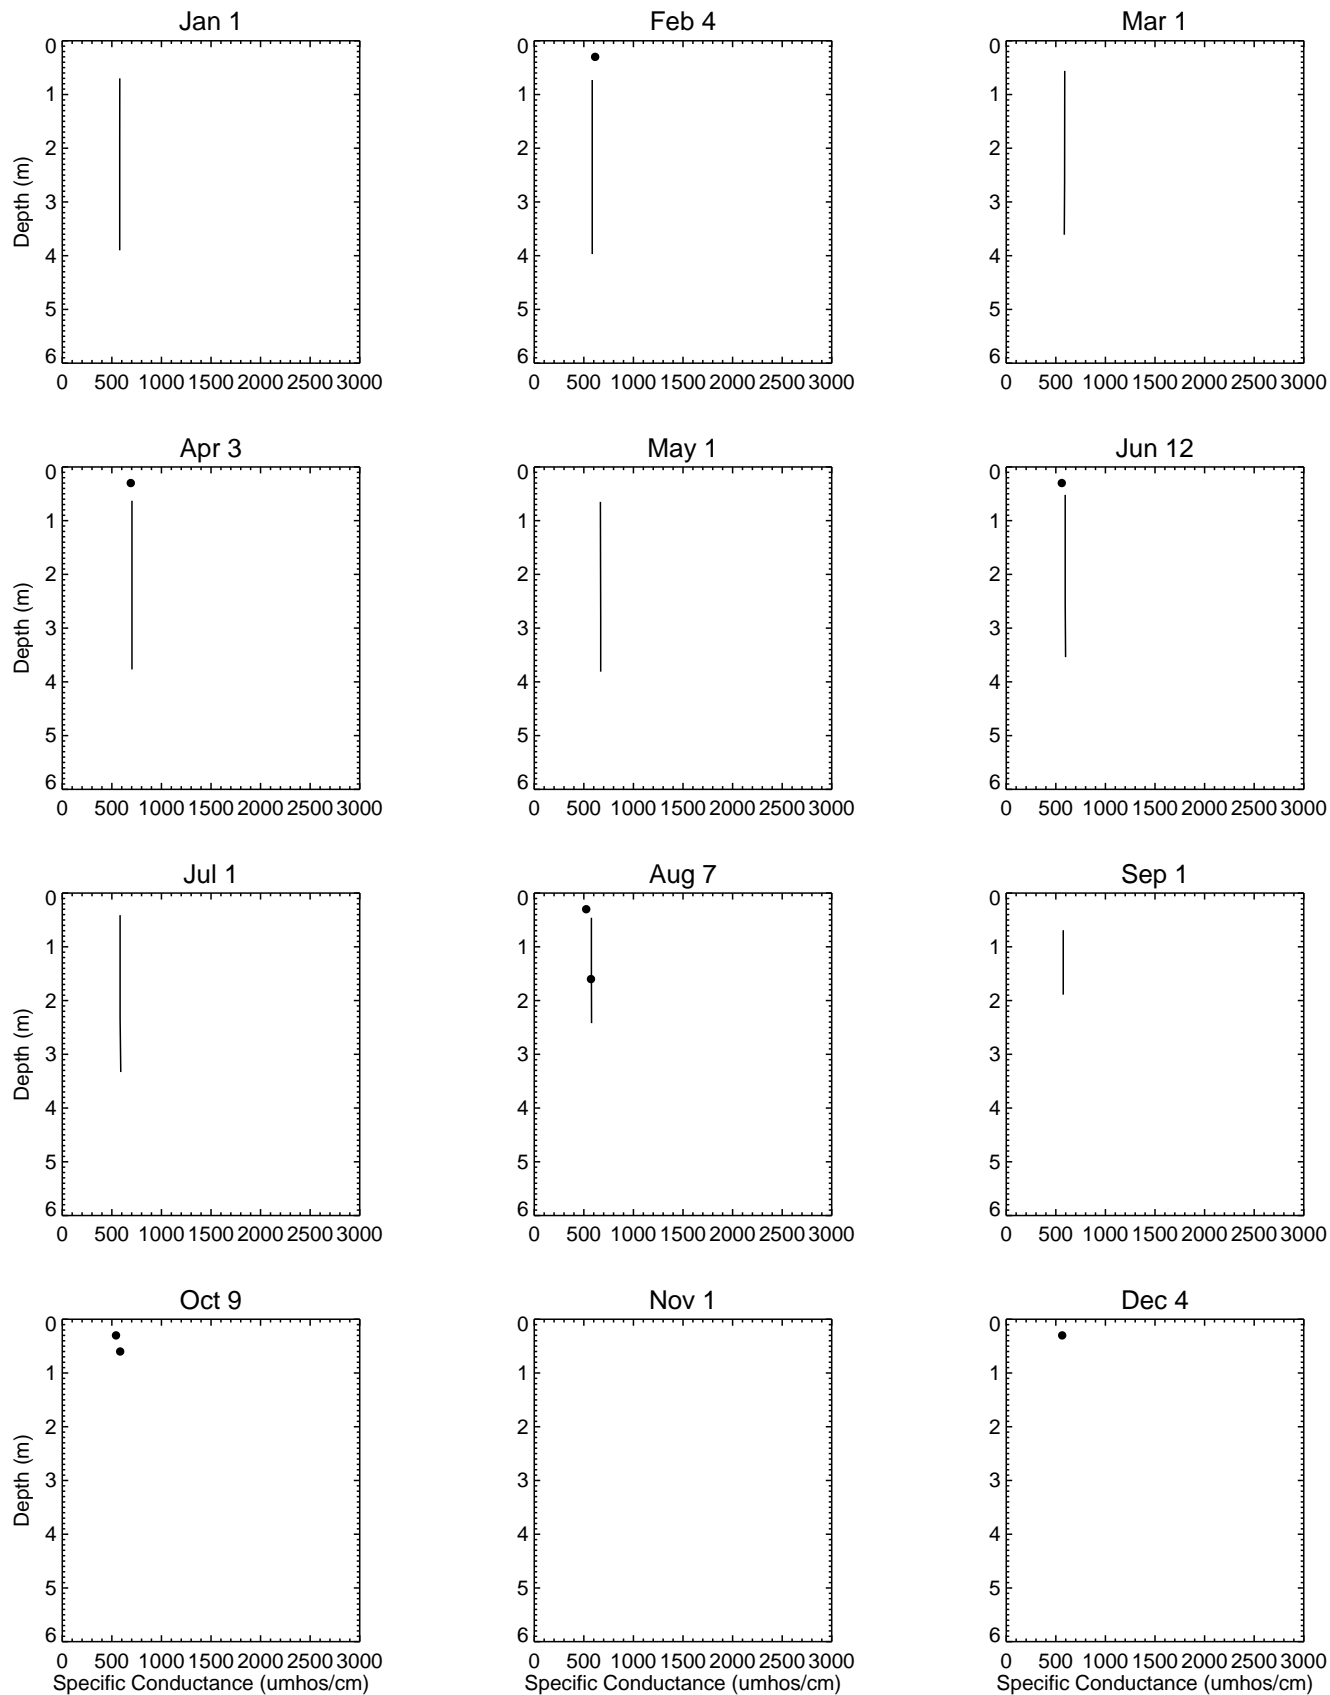 Jan 1 Feb 4 Mar 1
0 0 0
1 1 1
2 2 2
3 3 3
4 4 4
5 5 5
6 6 6
Depth (m)
0 500 1000 1500 2000 2500 3000 0 500 1000 1500 2000 2500 3000 0 500 1000 1500 2000 2500 3000
Apr 3 May 1 Jun 12
0 0 0
1 1 1
2 2 2
3 3 3
4 4 4
5 5 5
6 6 6
Depth (m)
0 500 1000 1500 2000 2500 3000 0 500 1000 1500 2000 2500 3000 0 500 1000 1500 2000 2500 3000
Jul 1 Aug 7 Sep 1
0 0 0
1 1 1
2 2 2
3 3 3
4 4 4
5 5 5
6 6 6
Depth (m)
0 500 1000 1500 2000 2500 3000 0 500 1000 1500 2000 2500 3000 0 500 1000 1500 2000 2500 3000
Oct 9 Nov 1 Dec 4
0 0 0
1 1 1
2 2 2
3 3 3
4 4 4
5 5 5
6 6 6
Depth (m)
0 500 1000 1500 2000 2500 3000 0 500 1000 1500 2000 2500 3000 0 500 1000 1500 2000 2500 3000
Specific Conductance (umhos/cm) Specific Conductance (umhos/cm) Specific Conductance (umhos/cm)